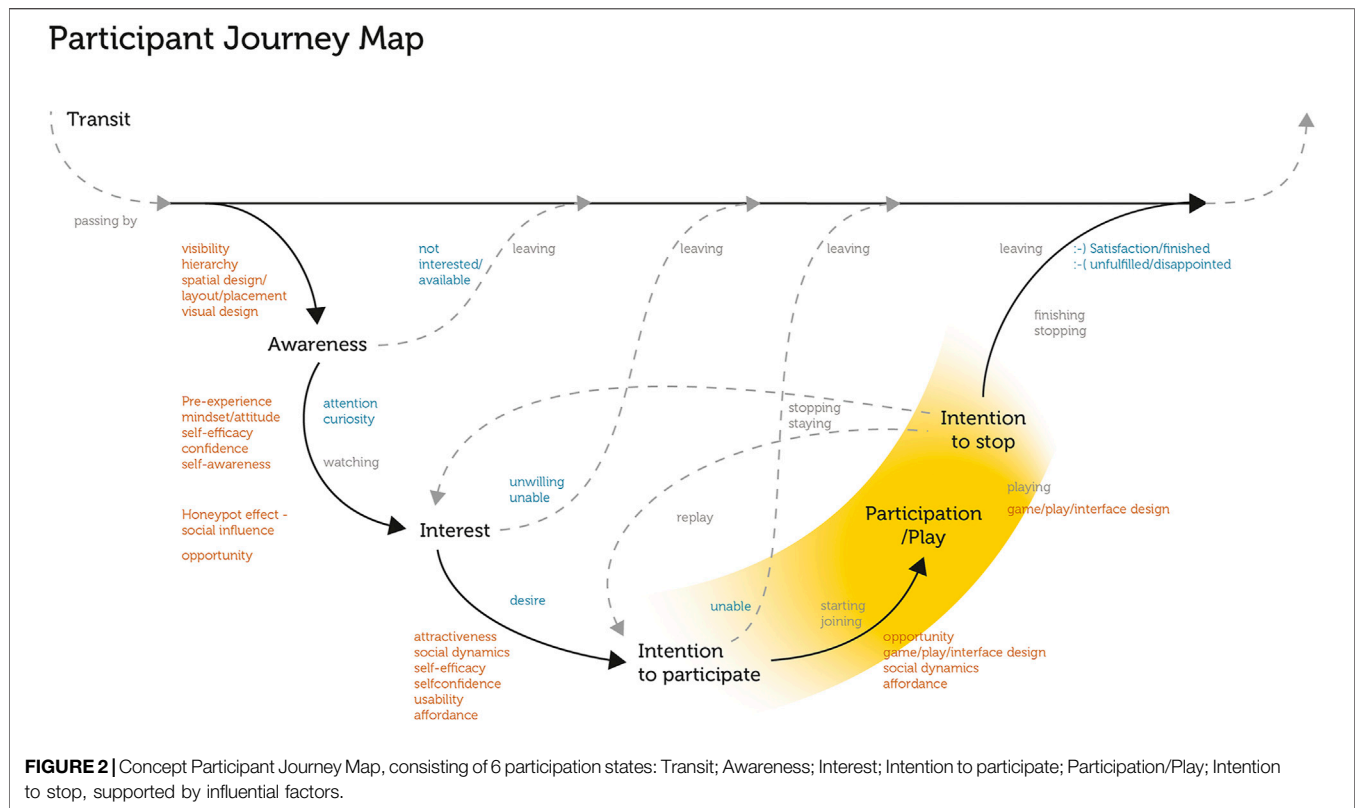 Participant Journey Map
Transit
passing by
visibility
hierarchy
spatial design/
layout/placement
visual design
not
interested/
available
leaving
leaving
leaving
leaving
:-) Satisfaction/finished
:-( unfulfilled/disappointed
finishing
stopping
Awareness
Pre-experience
mindset/attitude
self-efficacy
confidence
self-awareness
attention
curiosity
watching
stopping
staying
Intention
to stop
Honeypot effect -
social influence
opportunity
unwilling
unable
Interest
replay
playing
game/play/interface design
Participation
/Play
desire
attractiveness
social dynamics
self-efficacy
selfconfidence
usability
affordance
unable
starting
joining
Intention
to participate
opportunity
game/play/interface design
social dynamics
affordance
FIGURE 2 | Concept Participant Journey Map, consisting of 6 participation states: Transit; Awareness; Interest; Intention to participate; Participation/Play; Intention
to stop, supported by influential factors.